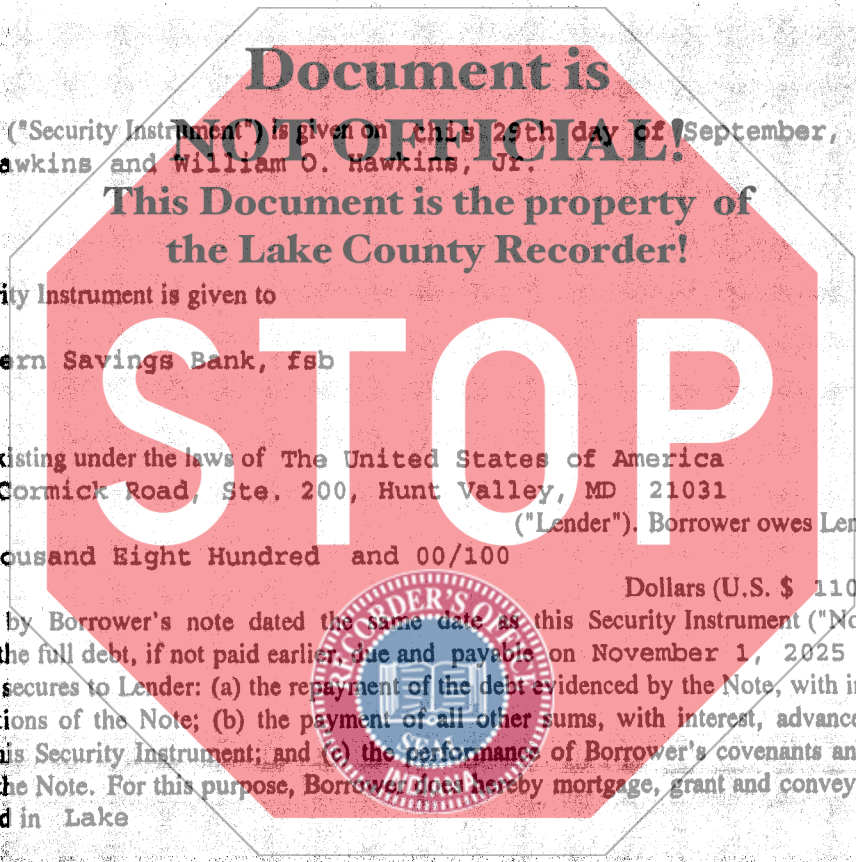 Document is
("Security Instrument") is given on this 29th day of September,
NOT OFFICIAL!
awkins and William O. Hawkins, Jr.
This Document is the property of
the Lake County Recorder!
ity Instrument is given to
ern Savings Bank, fsb
STOP
xisting under the laws of The United States of America
Cormick Road, Ste. 200, Hunt Valley, MD 21031
("Lender"). Borrower owes Len
ousand Eight Hundred and 00/100
Dollars (U.S. $ 110
by Borrower's note dated the same date as this Security Instrument ("No
the full debt, if not paid earlier, due and payable on November 1, 2025
secures to Lender: (a) the repayment of the debt evidenced by the Note, with in
ions of the Note; (b) the payment of all other sums, with interest, advance
is Security Instrument; and (c) the performance of Borrower's covenants an
the Note. For this purpose, Borrower does hereby mortgage, grant and convey
d in Lake
RECORDER'S OF
SEAL
INDIANA